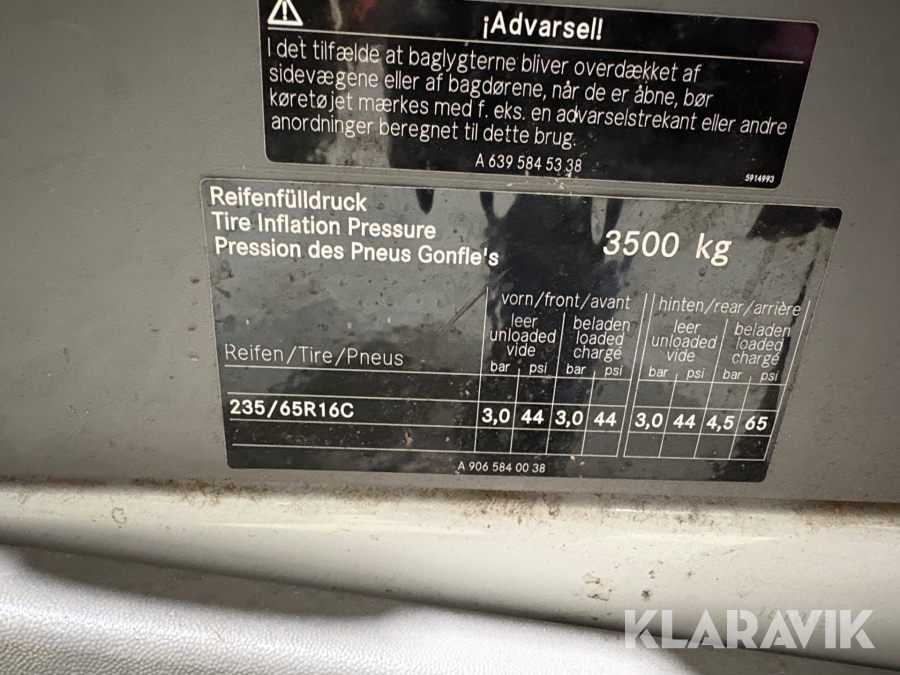 ¡Advarsel!
I det tilfælde at baglygterne bliver overdækket af
sidevægene eller af bagdørene, når de er åbne, bør
køretøjet mærkes med f. eks. en advarselstrekant eller andre
anordninger beregnet til dette brug.
A 639 584 53 38
5914993
Reifenfülldruck
Tire Inflation Pressure
Pression des Pneus Gonfle's
3500 kg
vorn/front/avant hinten/rear/arrière
leer beladen leer beladen
unloaded loaded unloaded loaded
vide chargé vide chargé
Reifen/Tire/Pneus
bar psi bar psi bar psi bar psi
235/65R16C 3,0 44 3,0 44 3,0 44 4,5 65
A 906 584 00 38
KLARAVIK